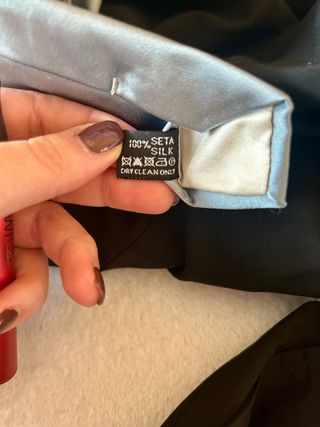 100% SETA
SILK
DRY CLEAN ONLY